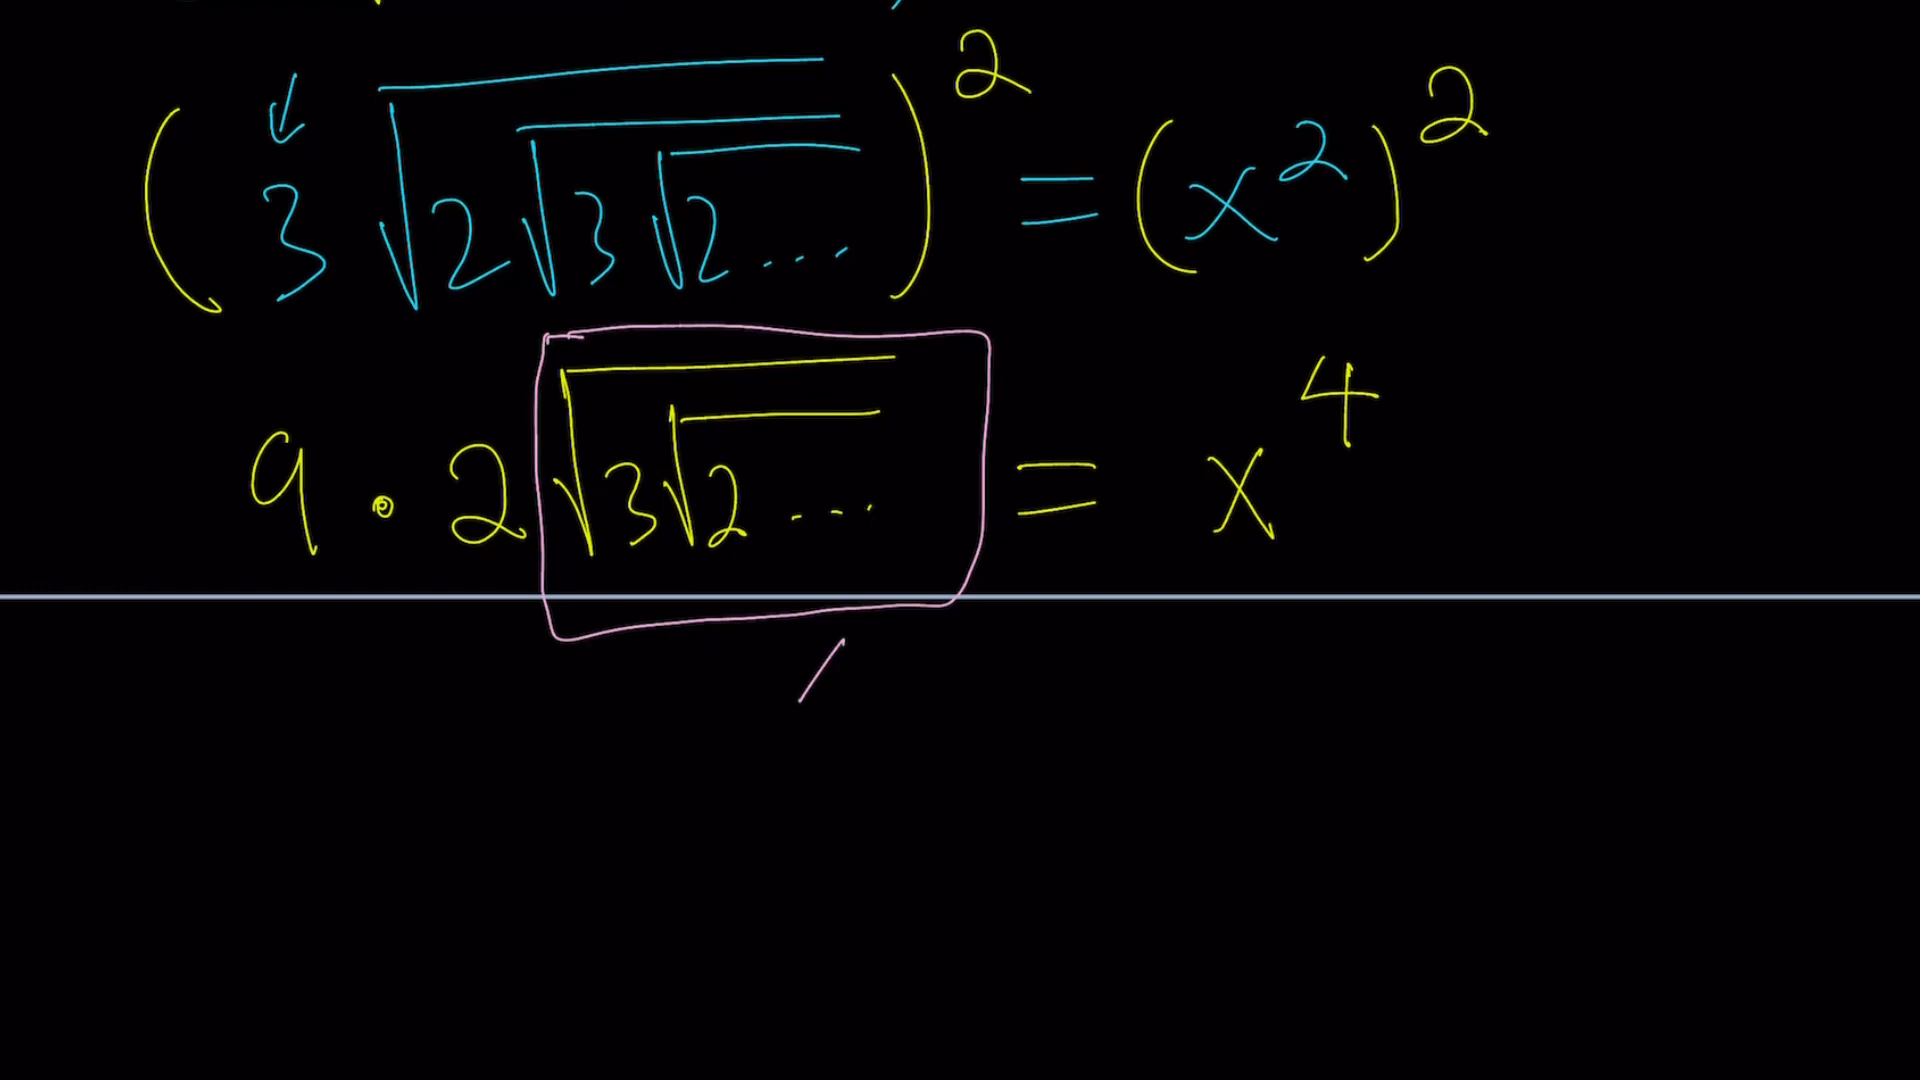 (3√(2√(3√(2...))))² = (x²)²
9 · 2√(3√(2...)) = x⁴